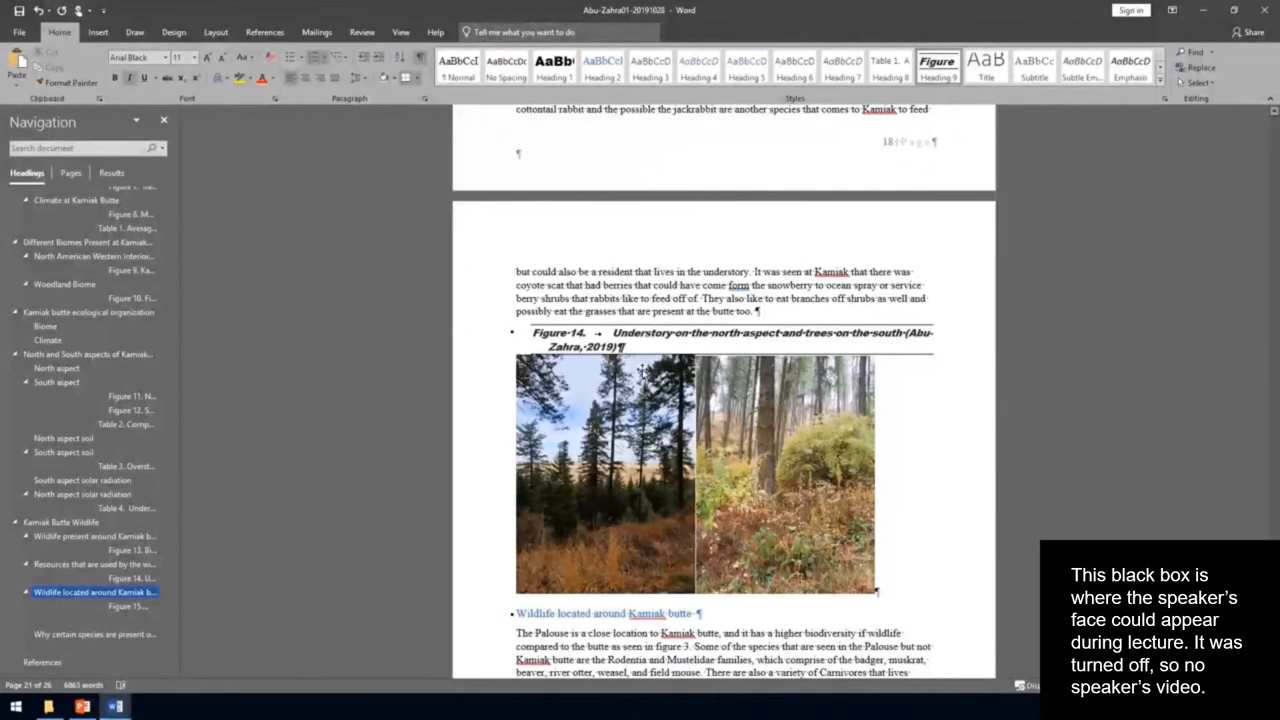 Abu-Zahra01-20191028 - Word
Sign in
File Home Insert Draw Design Layout References Mailings Review View Help Tell me what you want to do
Share
Paste
Cut
Copy
Format Painter
Clipboard
Arial Black 11
Font
Paragraph
AaBbCcI AaBbCcDc AaBb( AaBbCcI AaBbCcD AaBbCcD AaBbCcD AaBbCcD AaBbCcD Table 1. A Figure AaB AaBbC AaBbCcD AaBbCcD
¶ Normal No Spacing Heading 1 Heading 2 Heading 3 Heading 4 Heading 5 Heading 6 Heading 7 Heading 8 Heading 9 Title Subtitle Subtle Em... Emphasis
Styles
Find
Replace
Select
Editing
Navigation
Search document
Headings Pages Results
Climate at Kamiak Butte
Figure 8. M...
Table 1. Averag...
Different Biomes Present at Kamiak...
North American Western Interior...
Figure 9. Ka...
Woodland Biome
Figure 10. Fi...
Kamiak butte ecological organization
Biome
Climate
North and South aspects of Kamiak...
North aspect
South aspect
Figure 11. N...
Figure 12. S...
Table 2. Comp...
North aspect soil
South aspect soil
Table 3. Overst...
South aspect solar radiation
North aspect solar radiation
Table 4. Under...
Kamiak Butte Wildlife
Wildlife present around Kamiak b...
Figure 13. Bi...
Resources that are used by the wi...
Figure 14. U...
Wildlife located around Kamiak b...
Figure 15....
Why certain species are present o...
References
cottontail rabbit and the possible the jackrabbit are another species that comes to Kamiak to feed
18 | P a g e ¶
¶
but could also be a resident that lives in the understory. It was seen at Kamiak that there was
coyote scat that had berries that could have come form the snowberry to ocean spray or service
berry shrubs that rabbits like to feed off of. They also like to eat branches off shrubs as well and
possibly eat the grasses that are present at the butte too. ¶
Figure 14. → Understory on the north aspect and trees on the south (Abu-
Zahra, 2019)¶
¶
Wildlife located around Kamiak butte ¶
The Palouse is a close location to Kamiak butte, and it has a higher biodiversity if wildlife
compared to the butte as seen in figure 3. Some of the species that are seen in the Palouse but not
Kamiak butte are the Rodentia and Mustelidae families, which comprise of the badger, muskrat,
beaver, river otter, weasel, and field mouse. There are also a variety of Carnivores that lives
This black box is
where the speaker's
face could appear
during lecture. It was
turned off, so no
speaker's video.
Page 21 of 26 6863 words